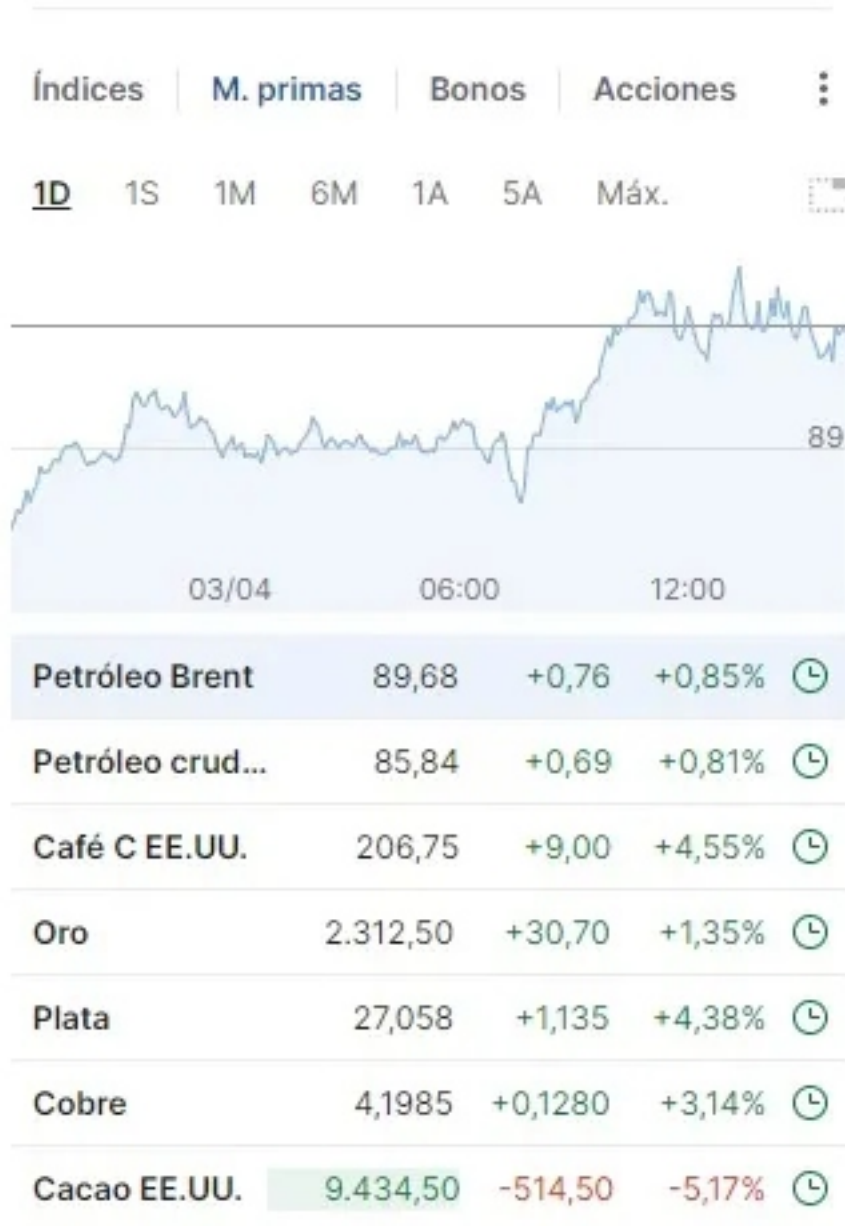 Índices M. primas Bonos Acciones
1D 1S 1M 6M 1A 5A Máx.
89
03/04 06:00 12:00
Petróleo Brent 89,68 +0,76 +0,85%
Petróleo crud... 85,84 +0,69 +0,81%
Café C EE.UU. 206,75 +9,00 +4,55%
Oro 2.312,50 +30,70 +1,35%
Plata 27,058 +1,135 +4,38%
Cobre 4,1985 +0,1280 +3,14%
Cacao EE.UU. 9.434,50 -514,50 -5,17%